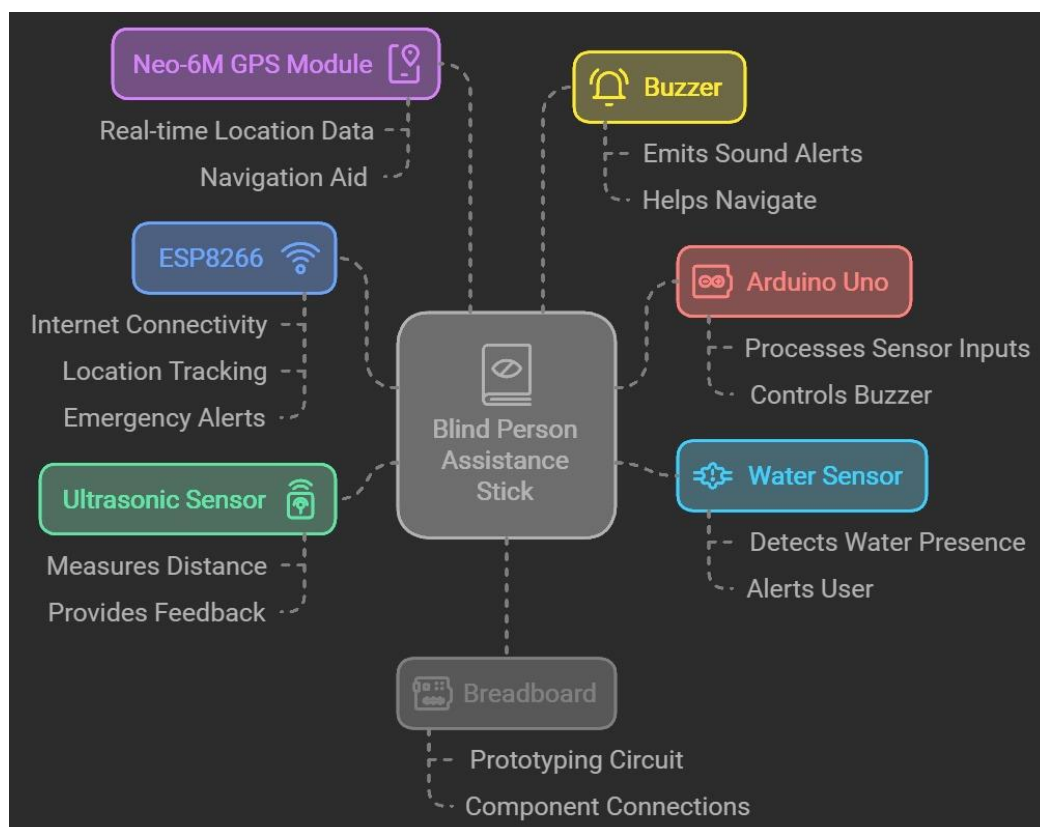 Neo-6M GPS Module
Real-time Location Data
Navigation Aid
Buzzer
Emits Sound Alerts
Helps Navigate
ESP8266
Internet Connectivity
Location Tracking
Emergency Alerts
Arduino Uno
Processes Sensor Inputs
Controls Buzzer
Blind Person
Assistance
Stick
Ultrasonic Sensor
Measures Distance
Provides Feedback
Water Sensor
Detects Water Presence
Alerts User
Breadboard
Prototyping Circuit
Component Connections